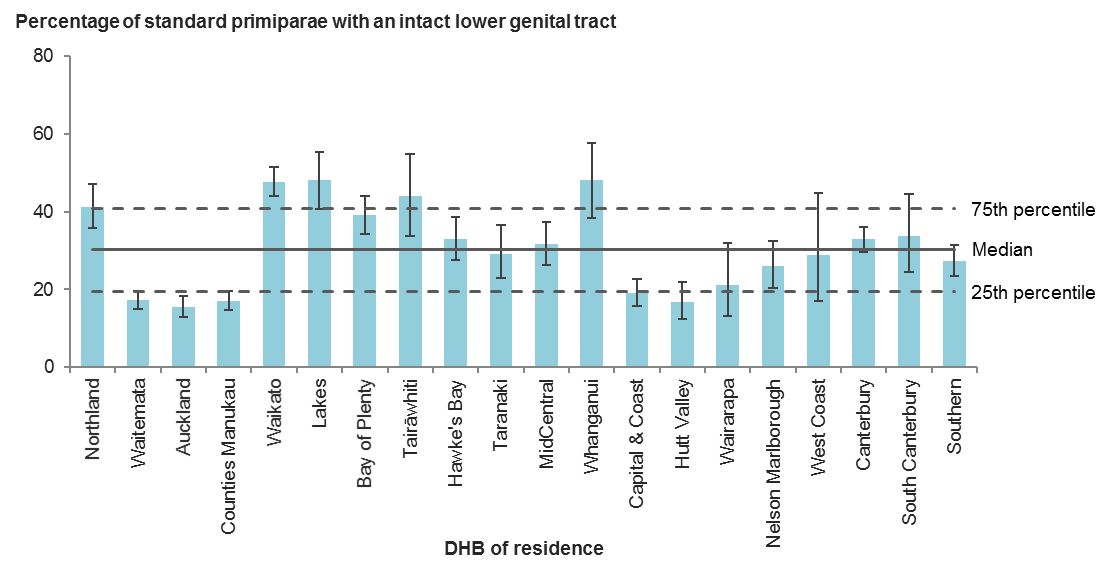 Percentage of standard primiparae with an intact lower genital tract
80
60
40
20
0
75th percentile
Median
25th percentile
Northland
Waitemata
Auckland
Counties Manukau
Waikato
Lakes
Bay of Plenty
Tairāwhiti
Hawke's Bay
Taranaki
MidCentral
Whanganui
Capital & Coast
Hutt Valley
Wairarapa
Nelson Marlborough
West Coast
Canterbury
South Canterbury
Southern
DHB of residence